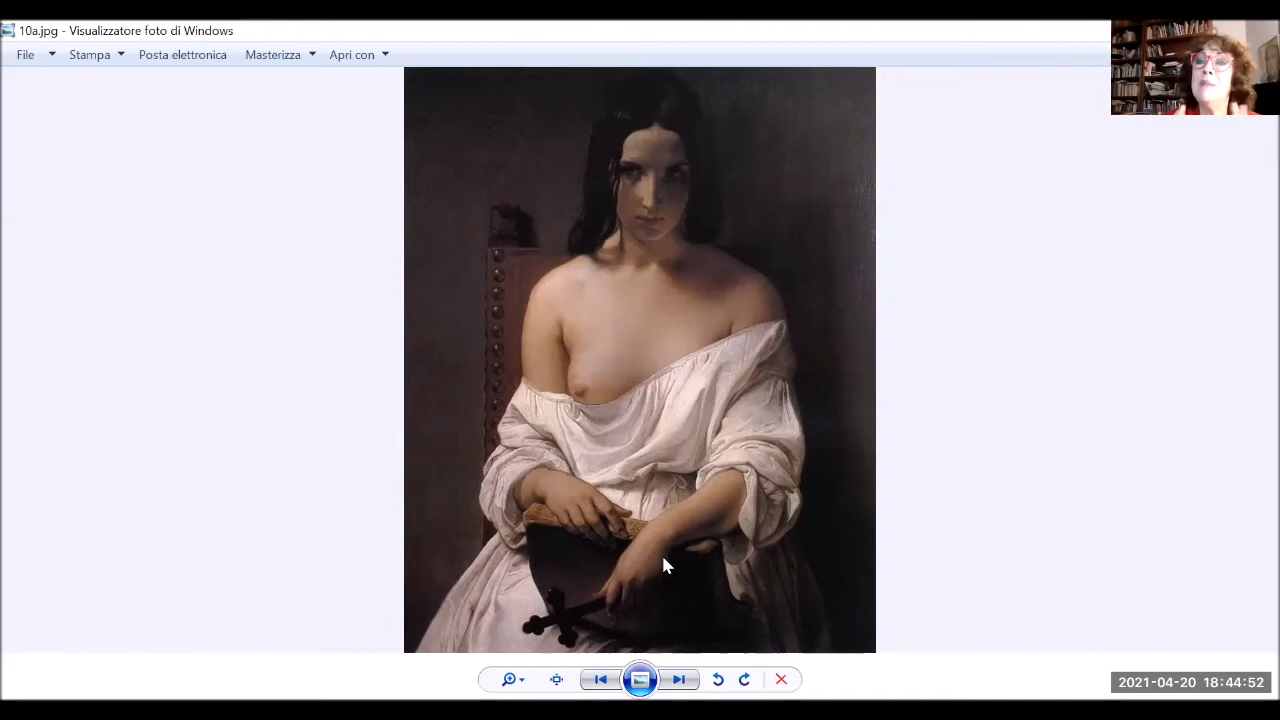 10a.jpg - Visualizzatore foto di Windows
File Stampa Posta elettronica Masterizza Apri con
2021-04-20 18:44:52